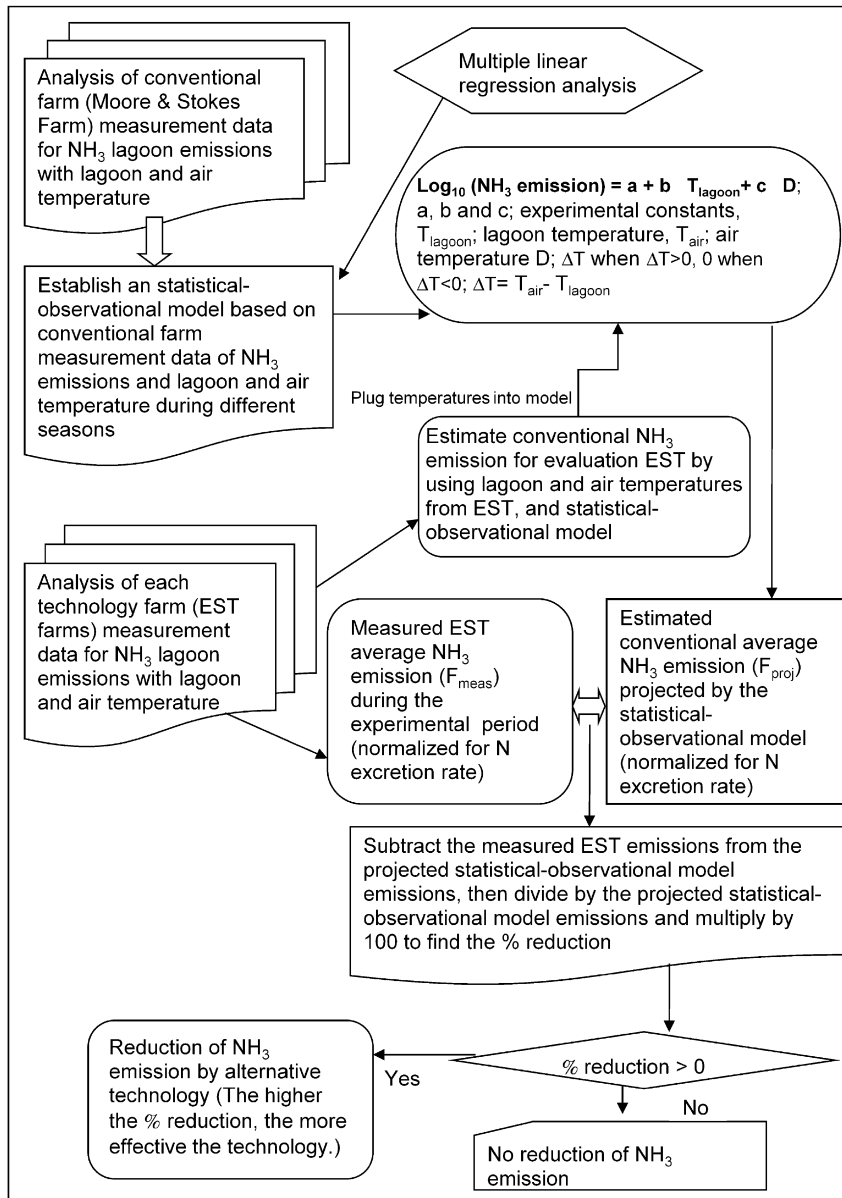 Analysis of conventional
farm (Moore & Stokes
Farm) measurement data
for NH₃ lagoon emissions
with lagoon and air
temperature
Multiple linear
regression analysis
Log₁₀ (NH₃ emission) = a + b T_lagoon + c D;
a, b and c; experimental constants,
T_lagoon; lagoon temperature, T_air; air
temperature D; ΔT when ΔT>0, 0 when
ΔT<0; ΔT= T_air- T_lagoon
Establish an statistical-
observational model based on
conventional farm
measurement data of NH₃
emissions and lagoon and air
temperature during different
seasons
Plug temperatures into model
Estimate conventional NH₃
emission for evaluation EST by
using lagoon and air temperatures
from EST, and statistical-
observational model
Analysis of each
technology farm (EST
farms) measurement
data for NH₃ lagoon
emissions with lagoon
and air temperature
Measured EST
average NH₃
emission (F_meas)
during the
experimental period
(normalized for N
excretion rate)
Estimated
conventional average
NH₃ emission (F_proj)
projected by the
statistical-
observational model
(normalized for N
excretion rate)
Subtract the measured EST emissions from the
projected statistical-observational model
emissions, then divide by the projected statistical-
observational model emissions and multiply by
100 to find the % reduction
% reduction > 0
Yes
Reduction of NH₃
emission by alternative
technology (The higher
the % reduction, the more
effective the technology.)
No
No reduction of NH₃
emission